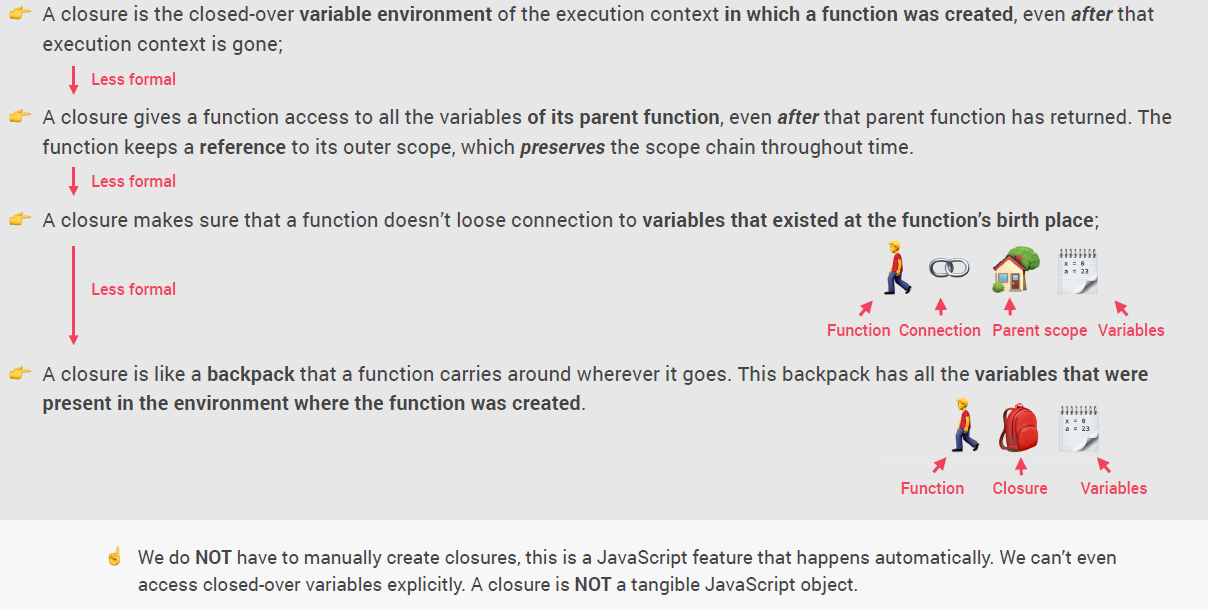 A closure is the closed-over variable environment of the execution context in which a function was created, even after that
execution context is gone;
Less formal
A closure gives a function access to all the variables of its parent function, even after that parent function has returned. The
function keeps a reference to its outer scope, which preserves the scope chain throughout time.
Less formal
A closure makes sure that a function doesn’t loose connection to variables that existed at the function’s birth place;
x = 0
a = 23
Less formal
Function Connection Parent scope Variables
A closure is like a backpack that a function carries around wherever it goes. This backpack has all the variables that were
present in the environment where the function was created.
x = 0
a = 23
Function Closure Variables
We do NOT have to manually create closures, this is a JavaScript feature that happens automatically. We can’t even
access closed-over variables explicitly. A closure is NOT a tangible JavaScript object.